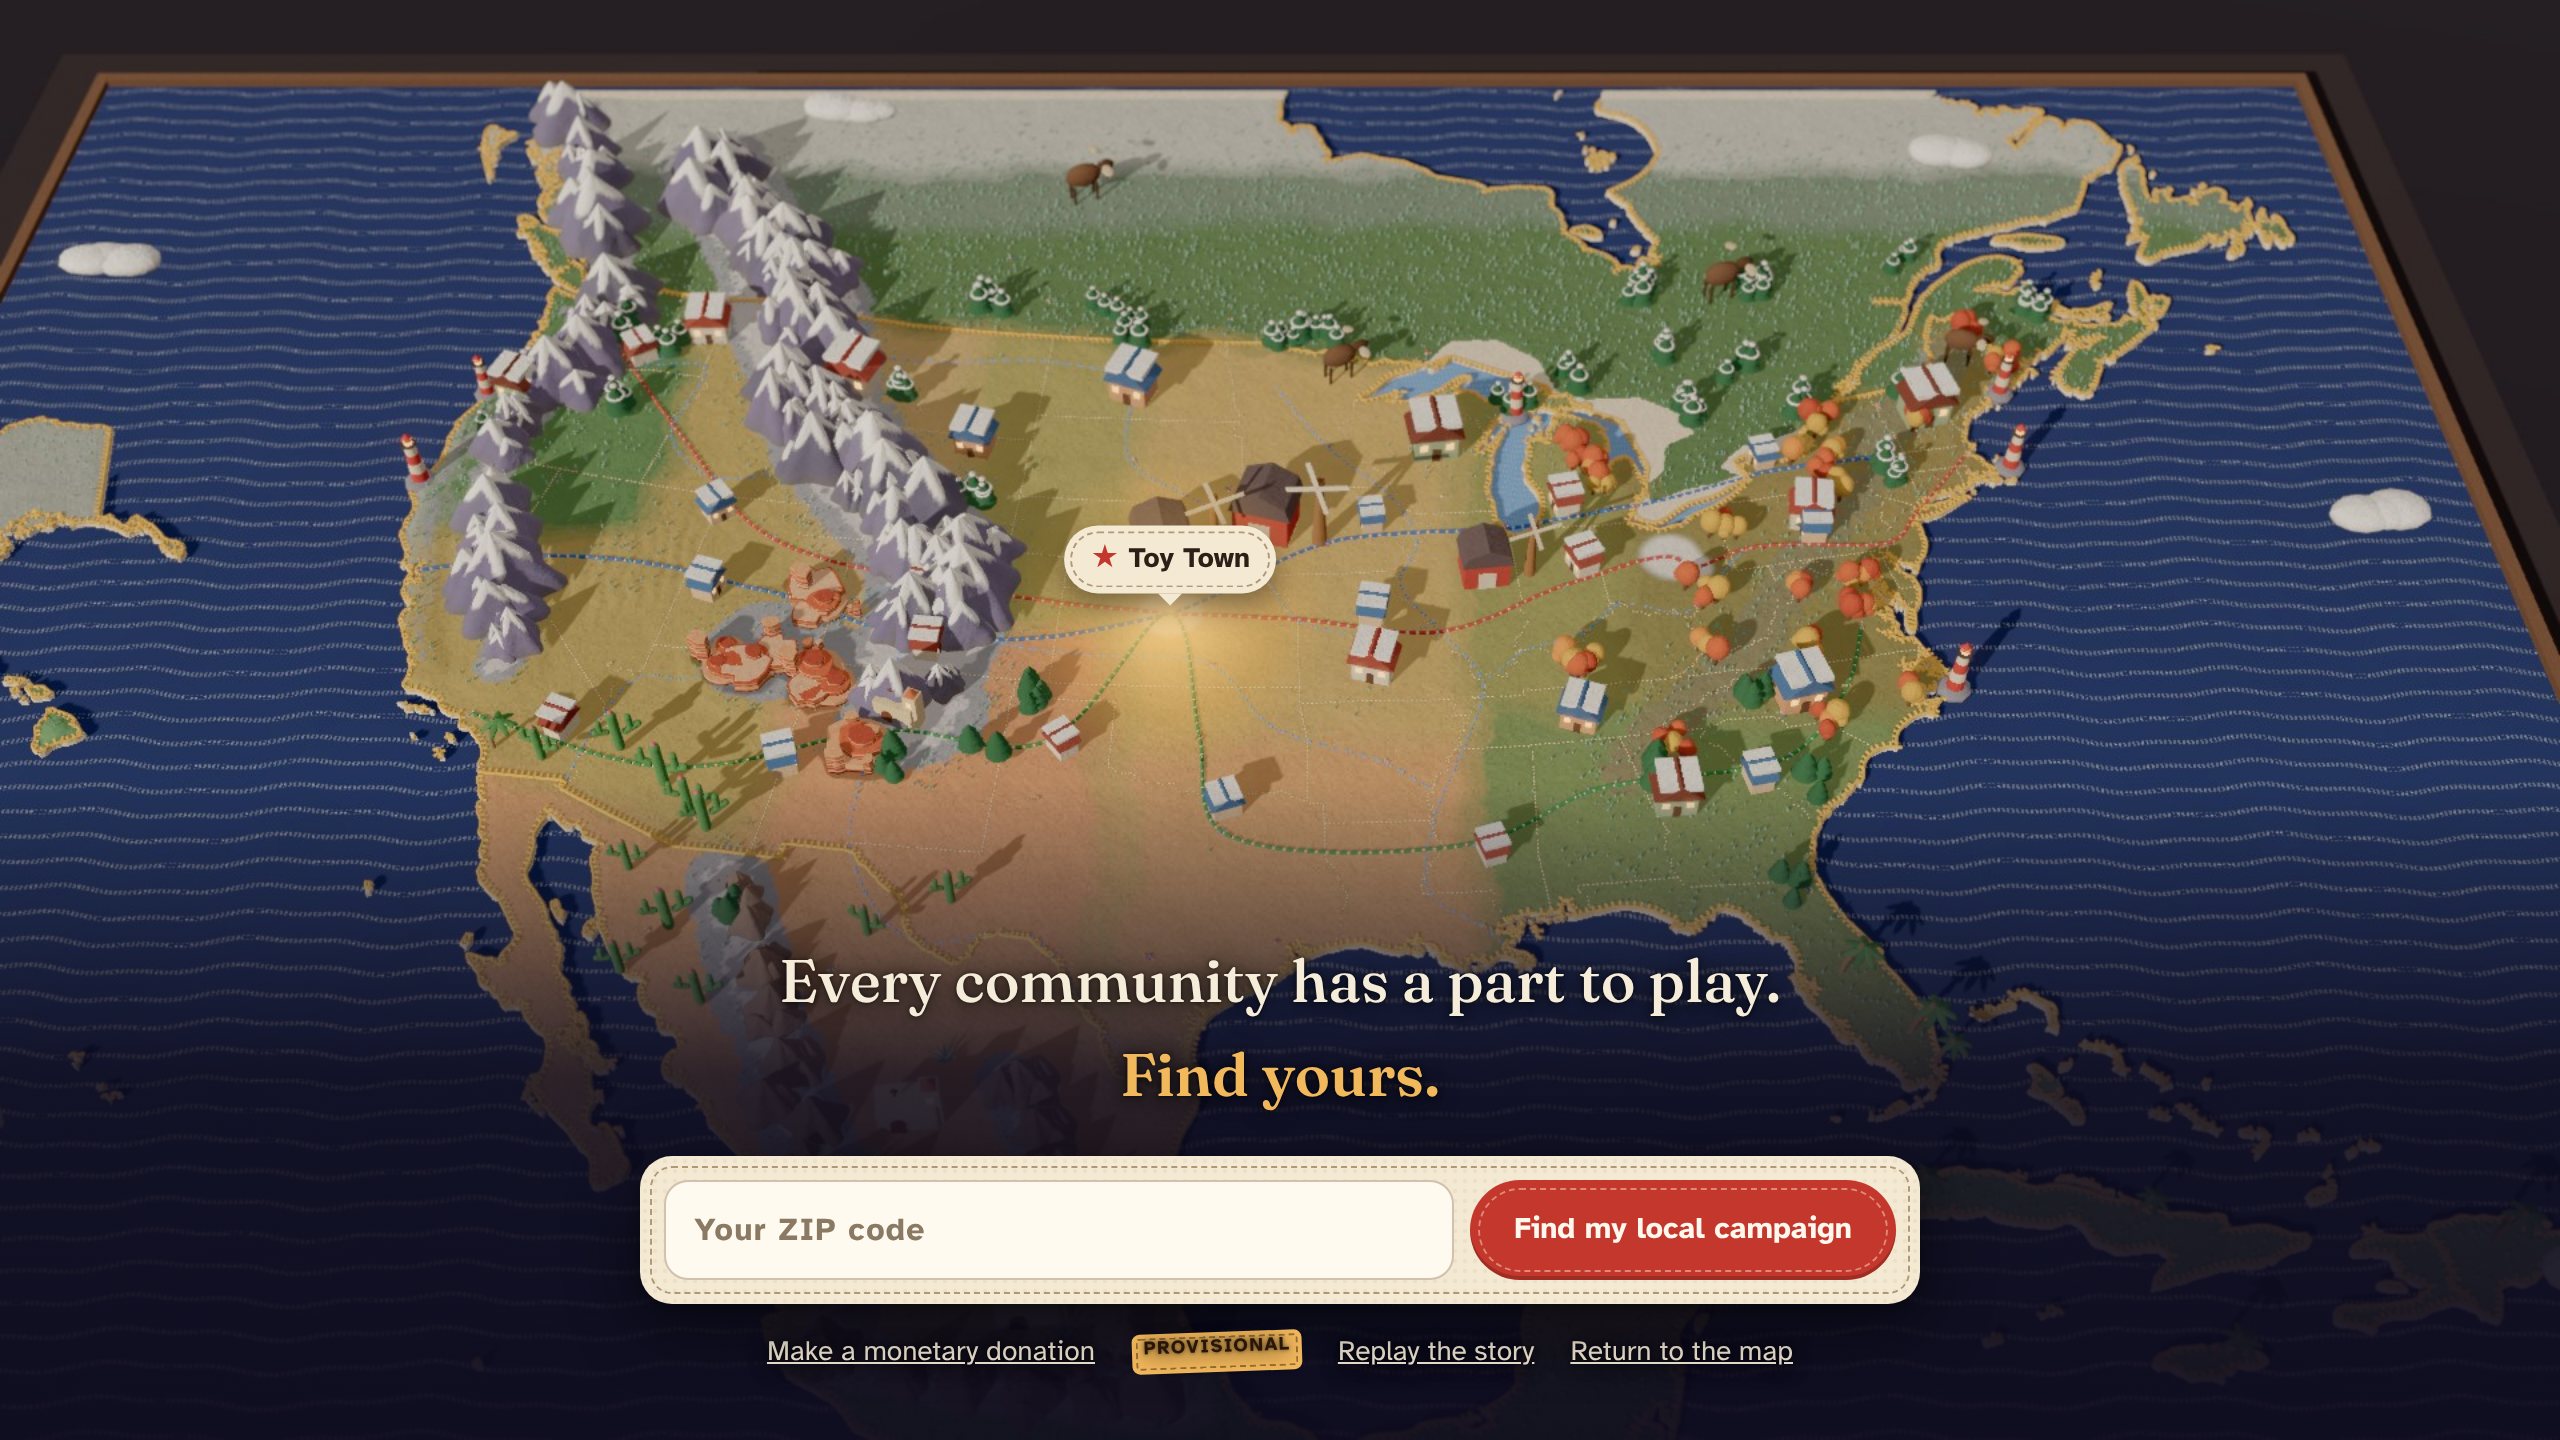 ★ Toy Town
Every community has a part to play.
Find yours.
Your ZIP code
Find my local campaign
Make a monetary donation
PROVISIONAL
Replay the story
Return to the map